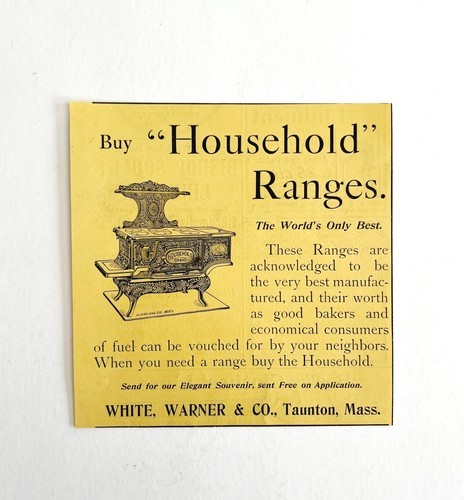 Buy "Household"
Ranges.
The World's Only Best.
These Ranges are
acknowledged to be
the very best manufac-
tured, and their worth
as good bakers and
economical consumers
of fuel can be vouched for by your neighbors.
When you need a range buy the Household.
Send for our Elegant Souvenir, sent Free on Application.
WHITE, WARNER & CO., Taunton, Mass.